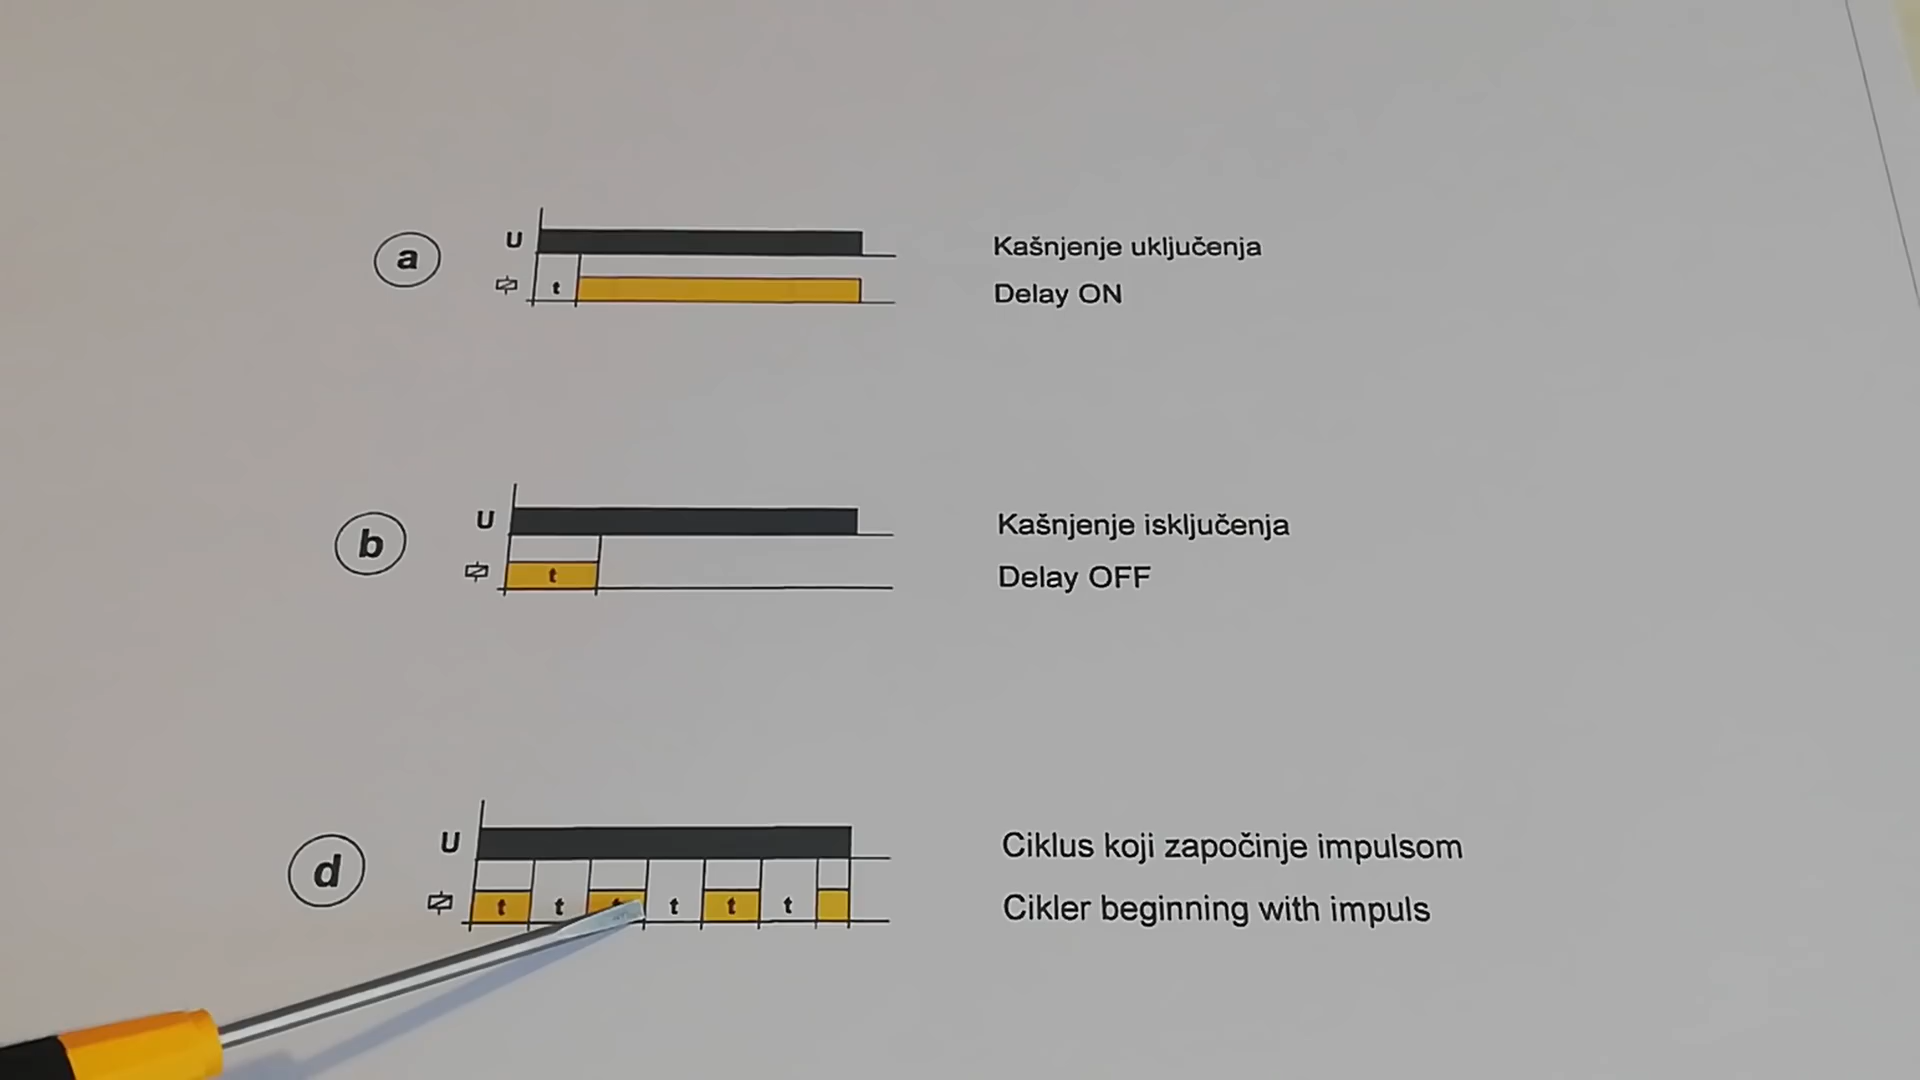 a
U
t
Kašnjenje uključenja
Delay ON
b
U
t
Kašnjenje isključenja
Delay OFF
d
U
t t t t t
Ciklus koji započinje impulsom
Cikler beginning with impuls